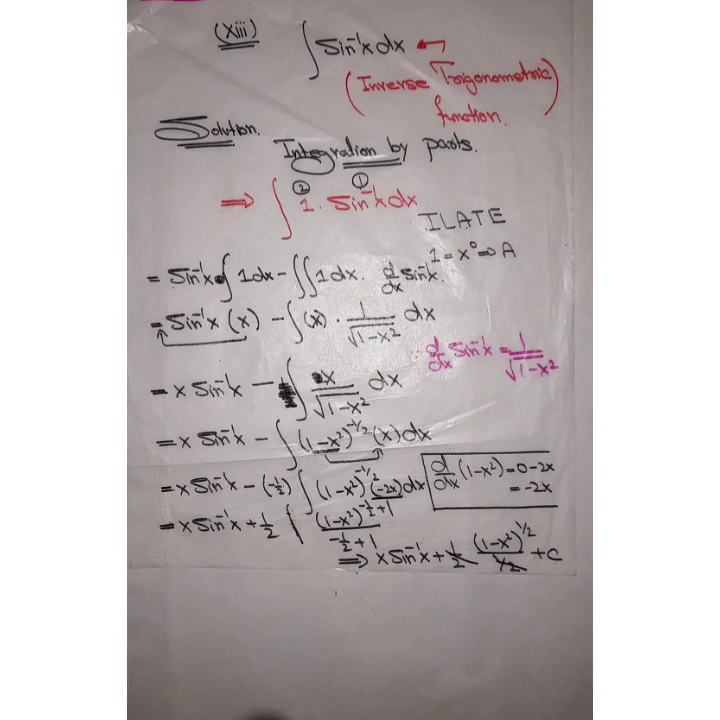 (xiii) ∫ Sin⁻¹x dx ←
(Inverse Trigonometric)
function.
Solution.
Integration by parts.
② ①
⇒ ∫ 1. Sin⁻¹x dx
ILATE
1 = x⁰ ⇒ A
= Sin⁻¹x ∫ 1dx - ∫∫ 1dx. d/dx Sin⁻¹x.
= Sin⁻¹x (x) - ∫(x) . 1/√1-x² dx
∵ d/dx Sin⁻¹x = 1/√1-x²
= x Sin⁻¹x - ∫ x/√1-x² dx
= x Sin⁻¹x - ∫ (1-x²)^-1/2 (x) dx
= x Sin⁻¹x - (-1/2) ∫ (1-x²)^-1/2 (-2x) dx
d/dx (1-x²) = 0-2x
= -2x
= x Sin⁻¹x + 1/2 ∫ (1-x²)^-1/2+1 / -1/2+1
⇒ x Sin⁻¹x + 1/2 (1-x²)^1/2 / 1/2 + C